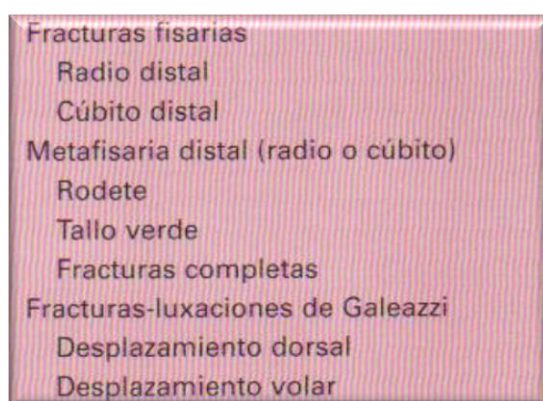 Fracturas fisarias
Radio distal
Cúbito distal
Metafisaria distal (radio o cúbito)
Rodete
Tallo verde
Fracturas completas
Fracturas-luxaciones de Galeazzi
Desplazamiento dorsal
Desplazamiento volar